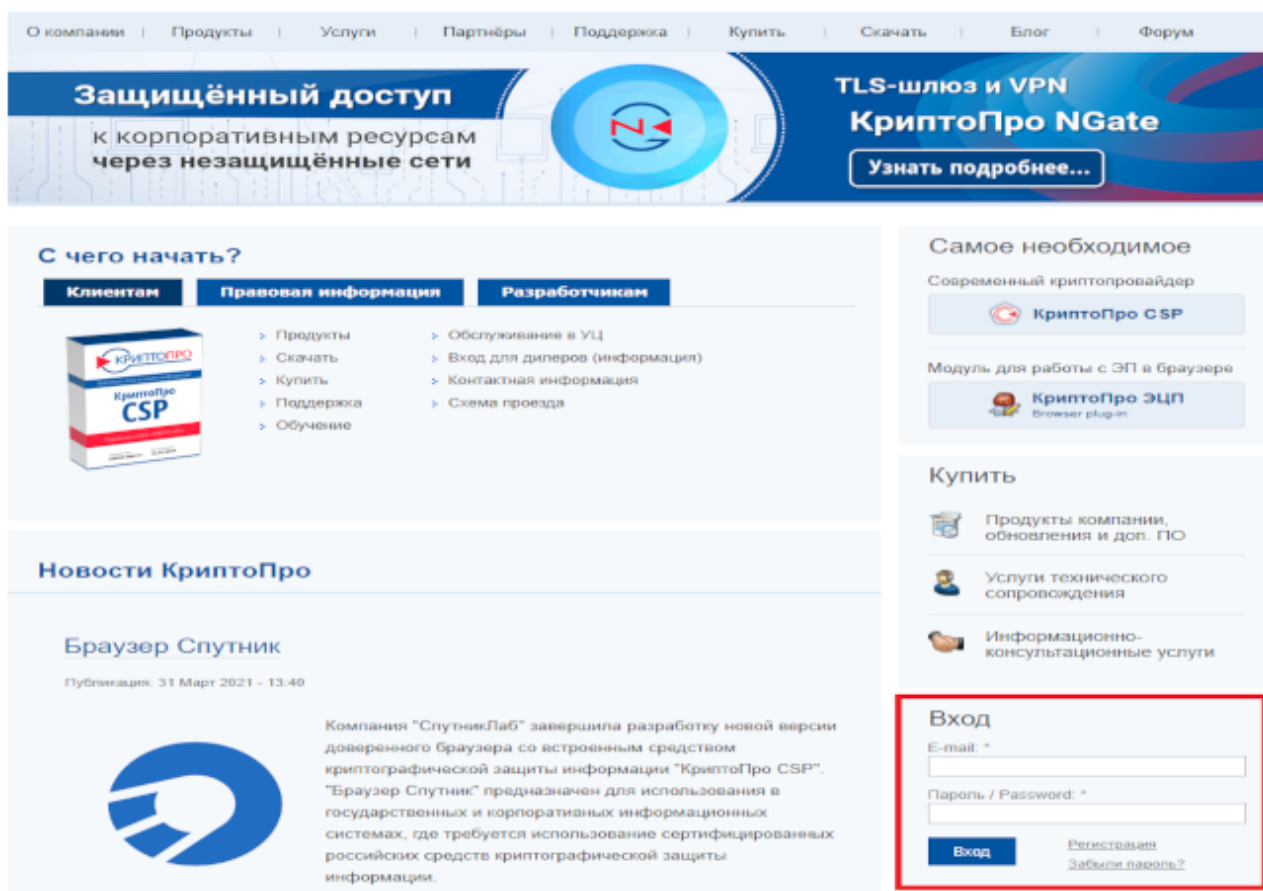 О компании | Продукты | Услуги | Партнёры | Поддержка | Купить | Скачать | Блог | Форум
Защищённый доступ
к корпоративным ресурсам
через незащищённые сети
TLS-шлюз и VPN
КриптоПро NGate
Узнать подробнее...
С чего начать?
Клиентам
Правовая информация
Разработчикам
КРИПТОПРО
КриптоПро
CSP
Продукты
Скачать
Купить
Поддержка
Обучение
Обслуживание в УЦ
Вход для дилеров (информация)
Контактная информация
Схема проезда
Новости КриптоПро
Браузер Спутник
Публикация: 31 Март 2021 - 13:40
Компания "СпутникЛаб" завершила разработку новой версии
доверенного браузера со встроенным средством
криптографической защиты информации "КриптоПро CSP".
"Браузер Спутник" предназначен для использования в
государственных и корпоративных информационных
системах, где требуется использование сертифицированных
российских средств криптографической защиты
информации.
Самое необходимое
Современный криптопровайдер
КриптоПро CSP
Модуль для работы с ЭП в браузере
КриптоПро ЭЦП
Browser plug-in
Купить
Продукты компании,
обновления и доп. ПО
Услуги технического
сопровождения
Информационно-
консультационные услуги
Вход
E-mail: *
Пароль / Password: *
Вход
Регистрация
Забыли пароль?